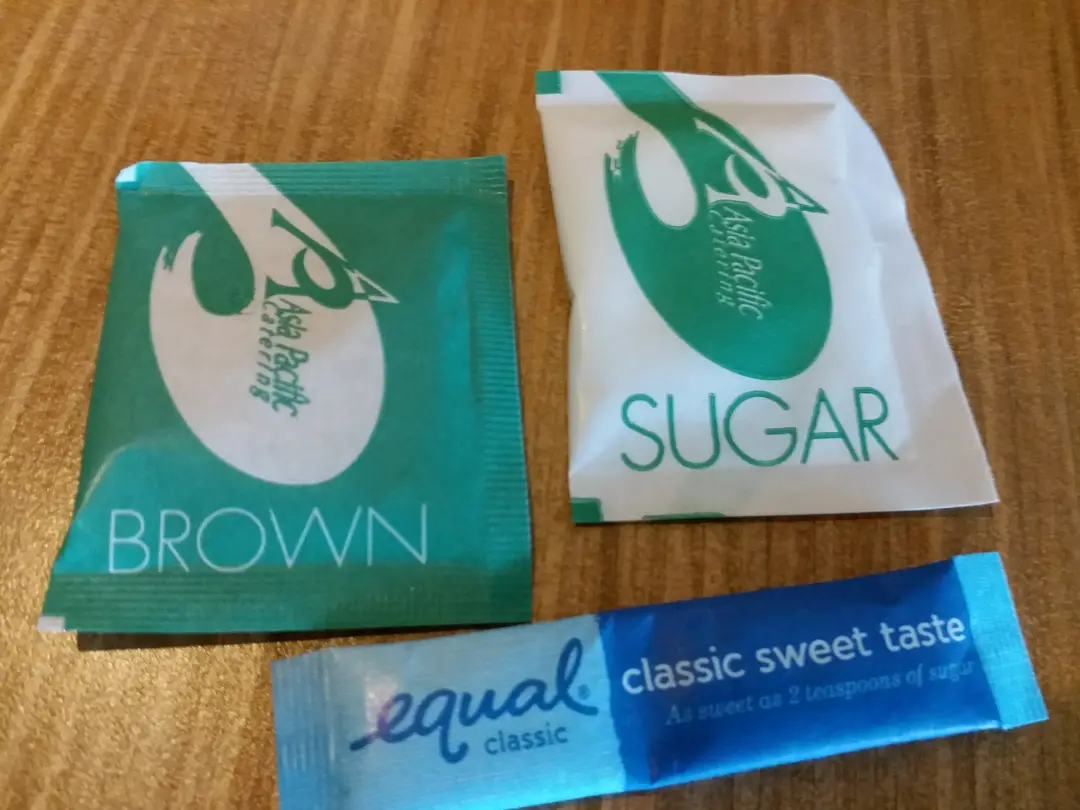 Asia Pacific
Catering
BROWN
Asia Pacific
Catering
SUGAR
equal®
classic
classic sweet taste
As sweet as 2 teaspoons of sugar